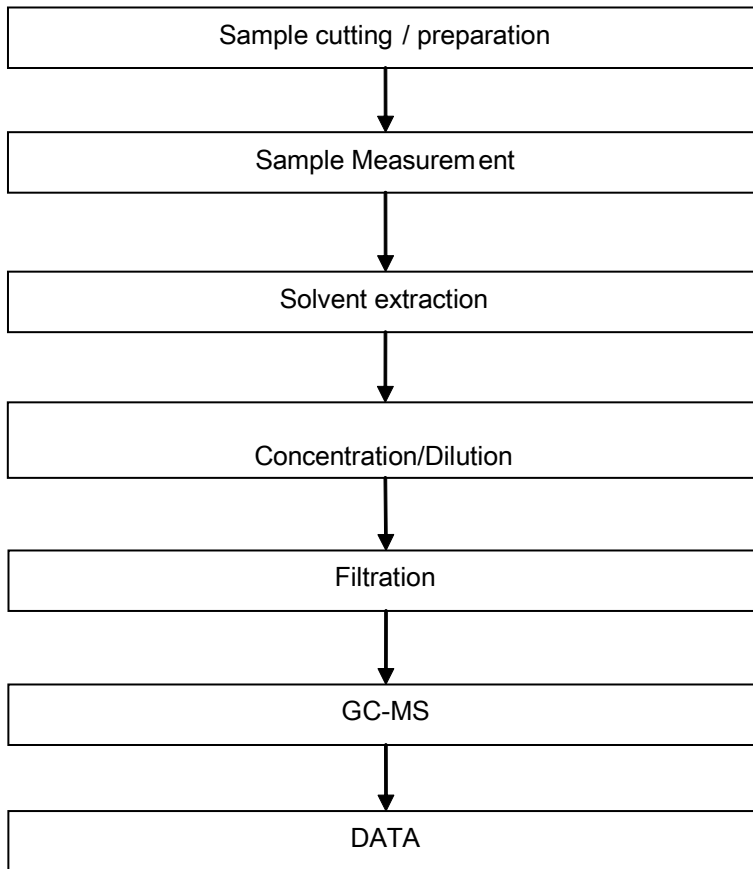 Sample cutting / preparation
Sample Measurement
Solvent extraction
Concentration/Dilution
Filtration
GC-MS
DATA